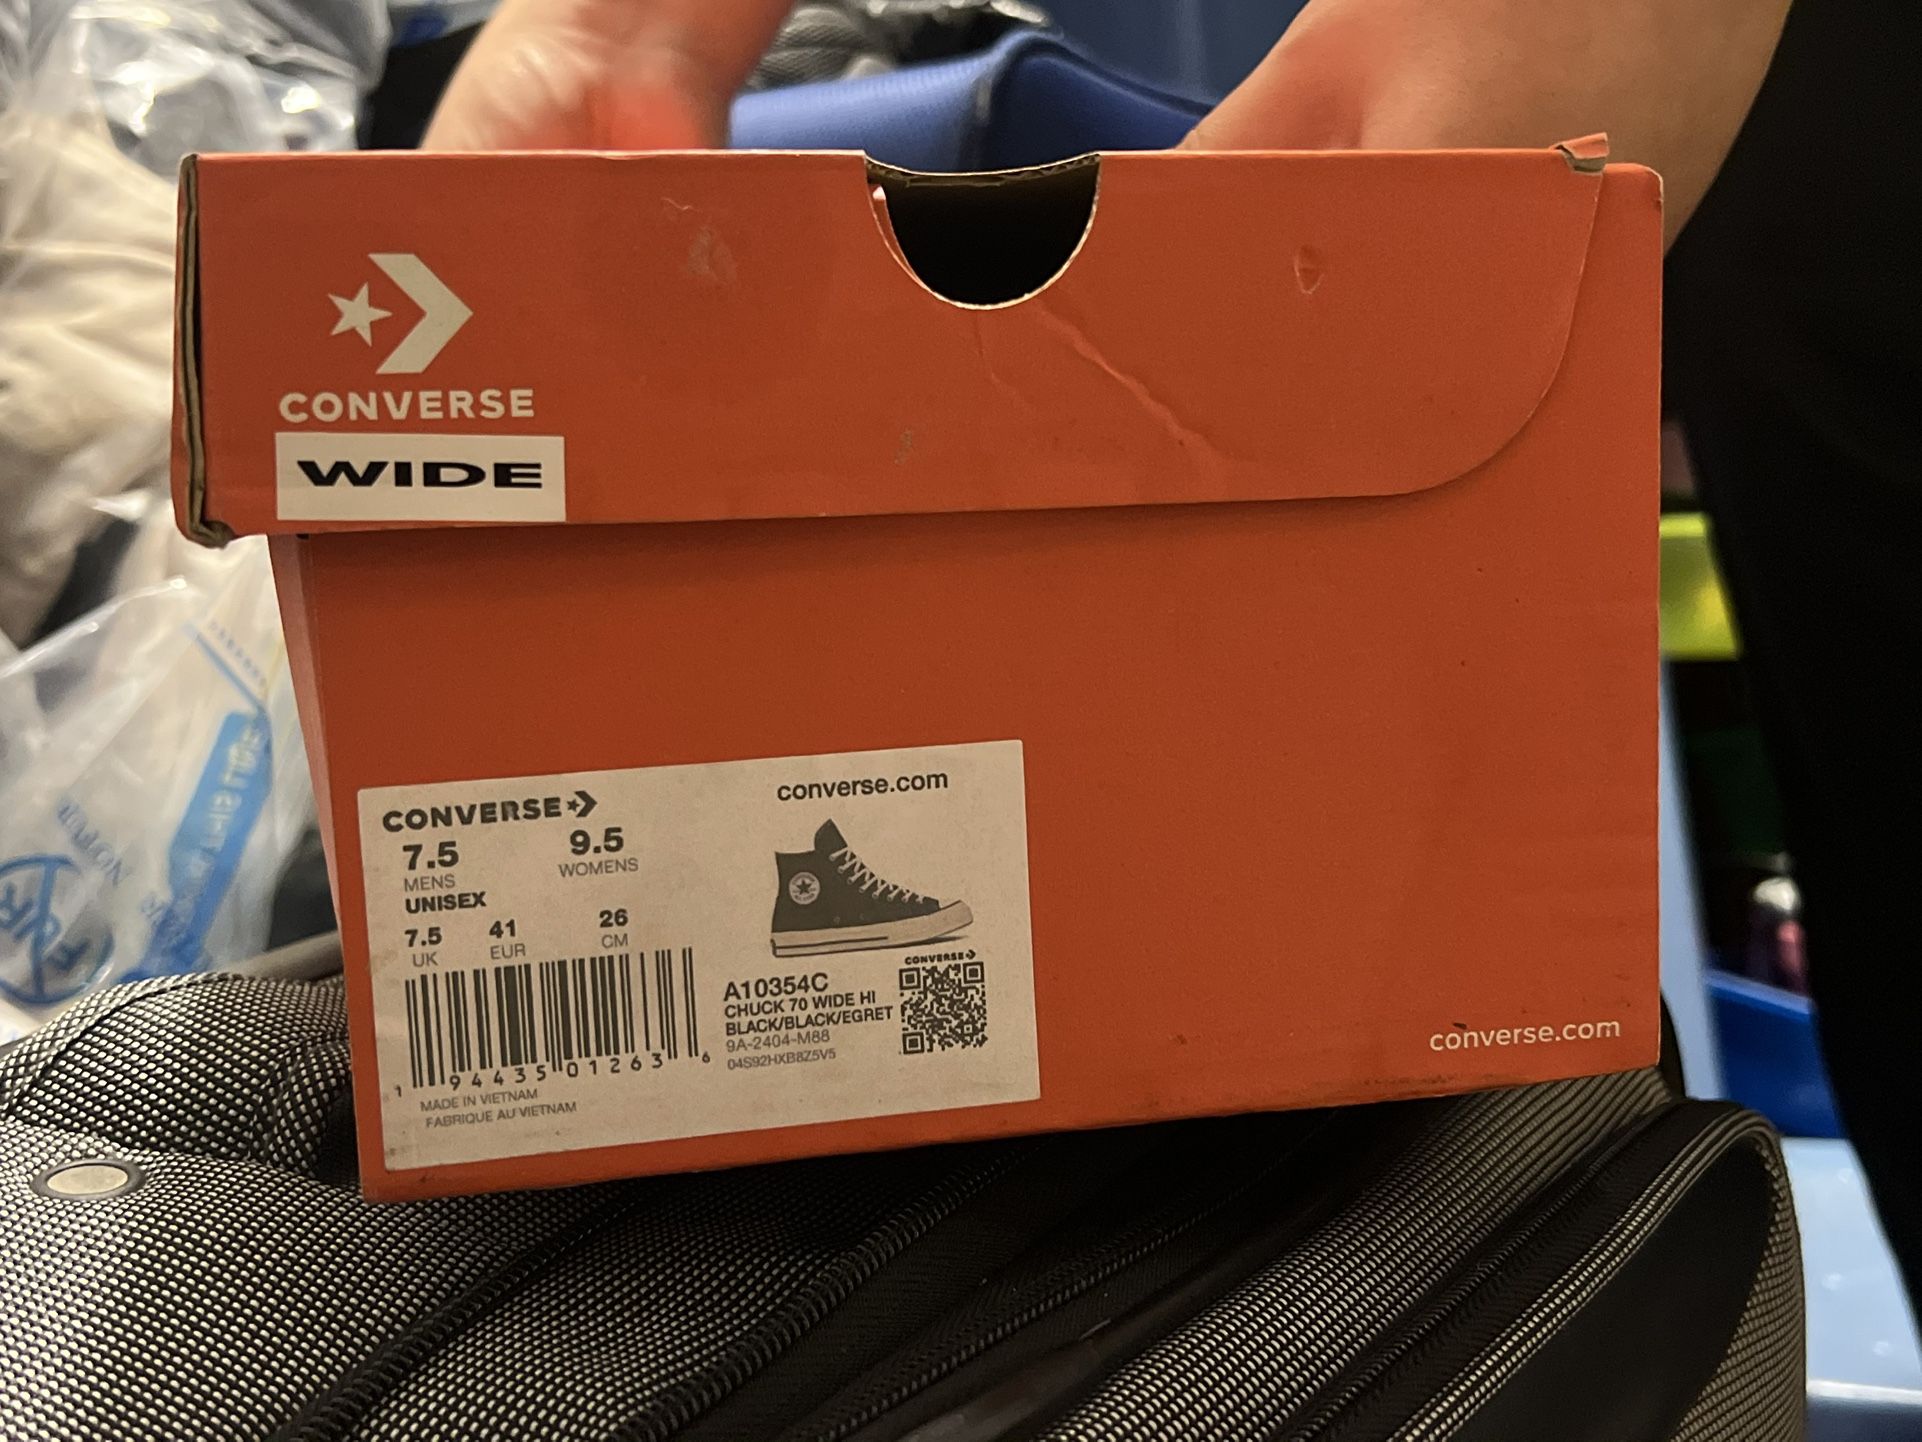 CONVERSE
WIDE
CONVERSE
converse.com
7.5
MENS
9.5
WOMENS
UNISEX
7.5
UK
41
EUR
26
CM
CONVERSE
A10354C
CHUCK 70 WIDE HI
BLACK/BLACK/EGRET
9A-2404-M88
04S92HXB8Z5V5
1 94435 01263 6
MADE IN VIETNAM
FABRIQUE AU VIETNAM
converse.com